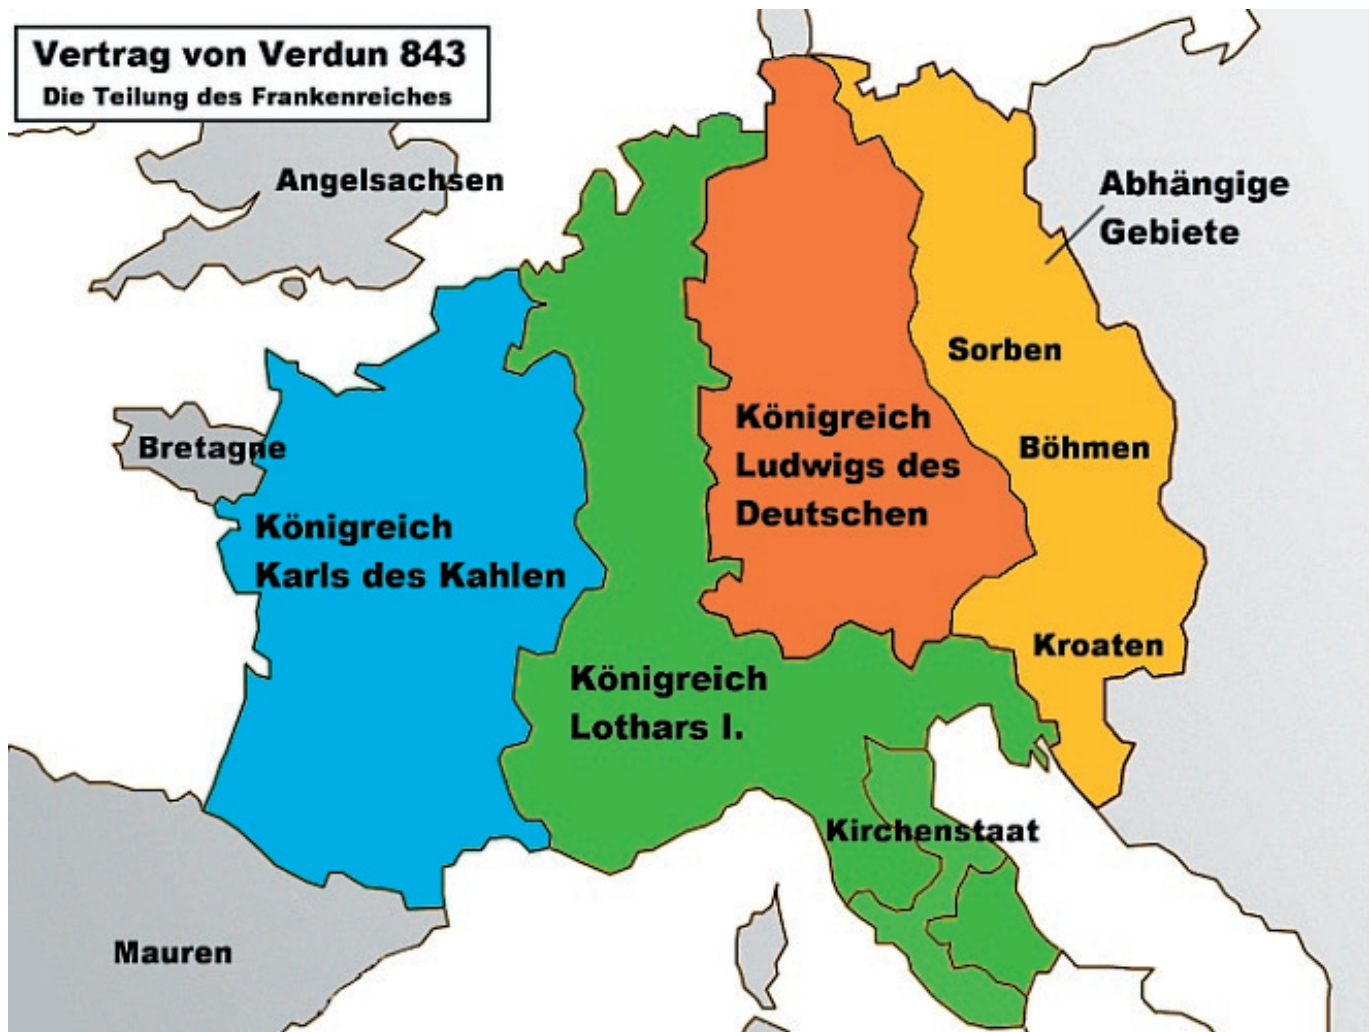 Vertrag von Verdun 843
Die Teilung des Frankenreiches
Angelsachsen
Abhängige
Gebiete
Sorben
Königreich
Ludwigs des
Deutschen
Böhmen
Bretagne
Königreich
Karls des Kahlen
Kroaten
Königreich
Lothars I.
Kirchenstaat
Mauren